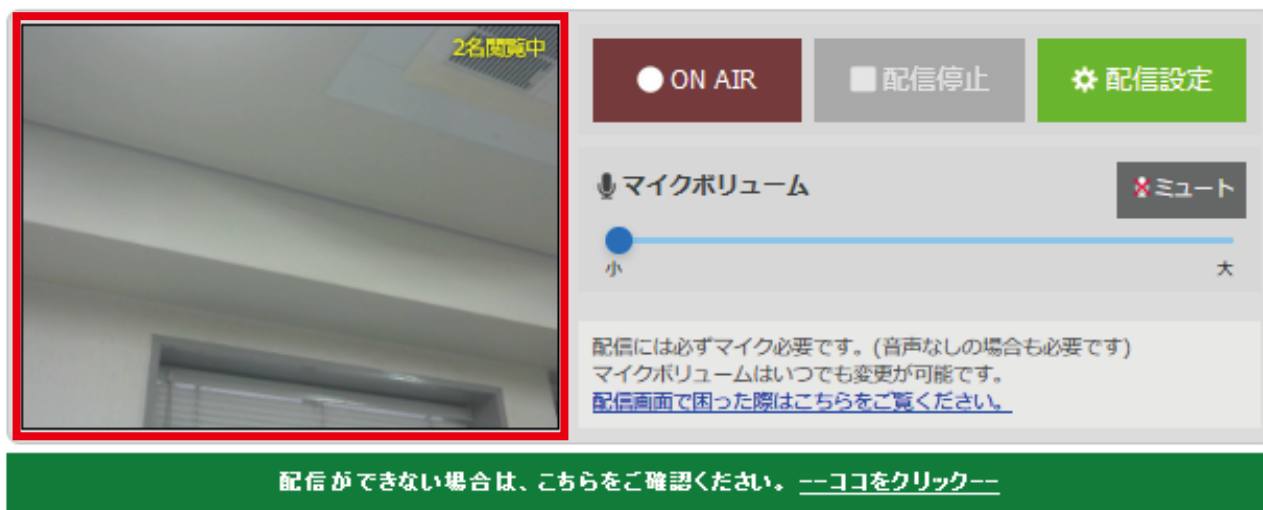 2名閲覧中
ON AIR
配信停止
配信設定
マイクボリューム
ミュート
小
大
配信には必ずマイク必要です。(音声なしの場合も必要です)
マイクボリュームはいつでも変更が可能です。
配信画面で困った際はこちらをご覧ください。
配信ができない場合は、こちらをご確認ください。 --ココをクリック--